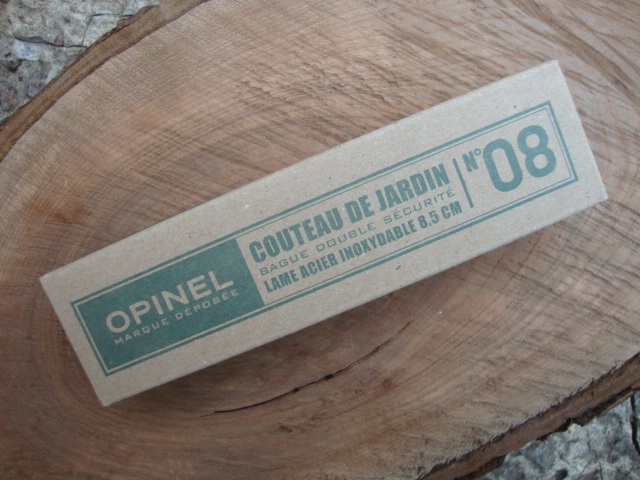 OPINEL
MARQUE DÉPOSÉE
COUTEAU DE JARDIN
BAGUE DOUBLE SÉCURITÉ
LAME ACIER INOXYDABLE 8.5 CM
N° 08